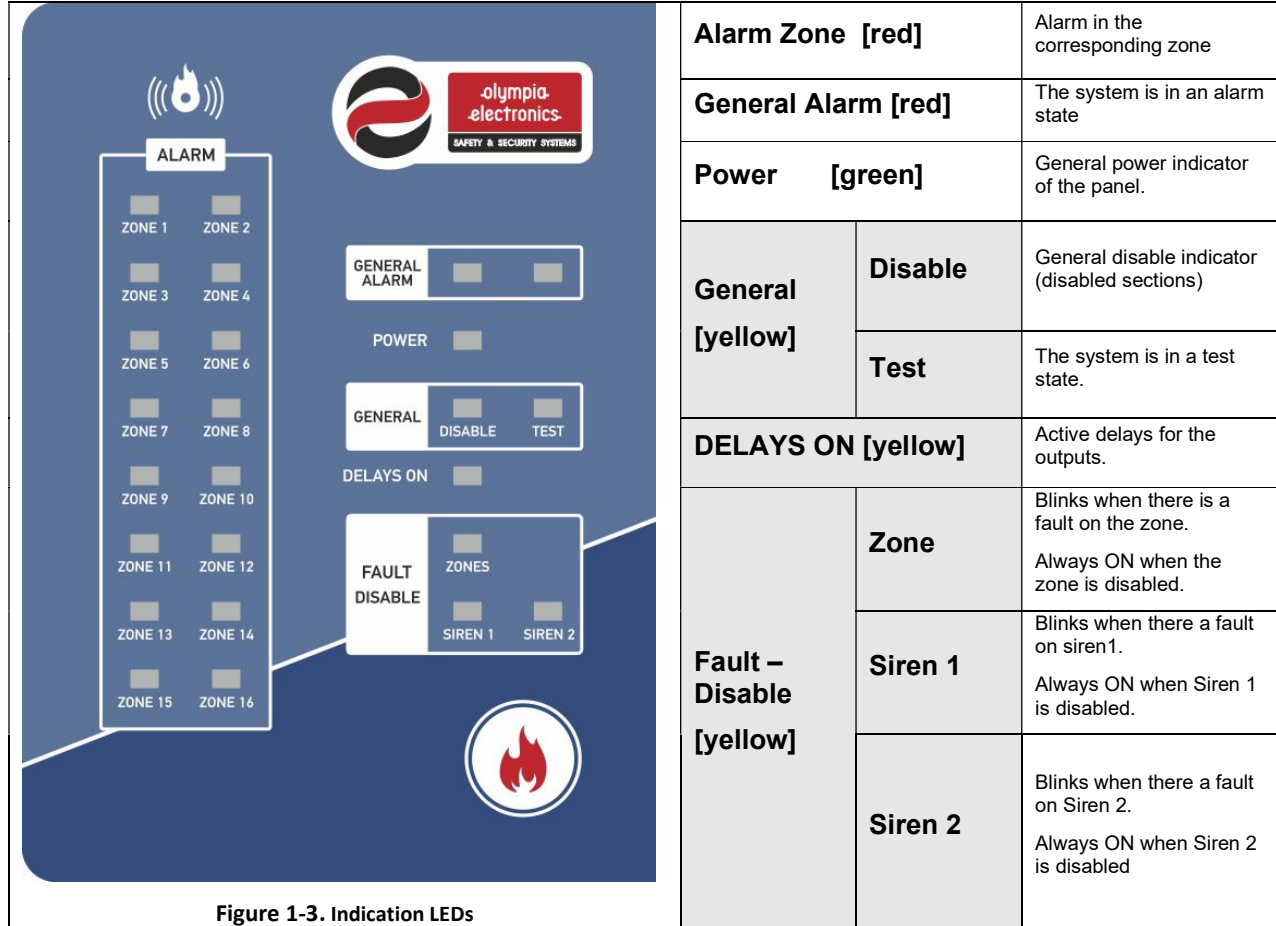 olympia
electronics
SAFETY & SECURITY SYSTEMS
ALARM
ZONE 1 ZONE 2
ZONE 3 ZONE 4
ZONE 5 ZONE 6
ZONE 7 ZONE 8
ZONE 9 ZONE 10
ZONE 11 ZONE 12
ZONE 13 ZONE 14
ZONE 15 ZONE 16
GENERAL
ALARM
POWER
GENERAL
DISABLE TEST
DELAYS ON
FAULT
DISABLE
ZONES
SIREN 1 SIREN 2
Figure 1-3. Indication LEDs
Alarm Zone [red]
Alarm in the
corresponding zone
General Alarm [red]
The system is in an alarm
state
Power [green]
General power indicator
of the panel.
General
[yellow]
Disable
General disable indicator
(disabled sections)
Test
The system is in a test
state.
DELAYS ON [yellow]
Active delays for the
outputs.
Fault –
Disable
[yellow]
Zone
Blinks when there is a
fault on the zone.
Always ON when the
zone is disabled.
Siren 1
Blinks when there a fault
on siren1.
Always ON when Siren 1
is disabled.
Siren 2
Blinks when there a fault
on Siren 2.
Always ON when Siren 2
is disabled